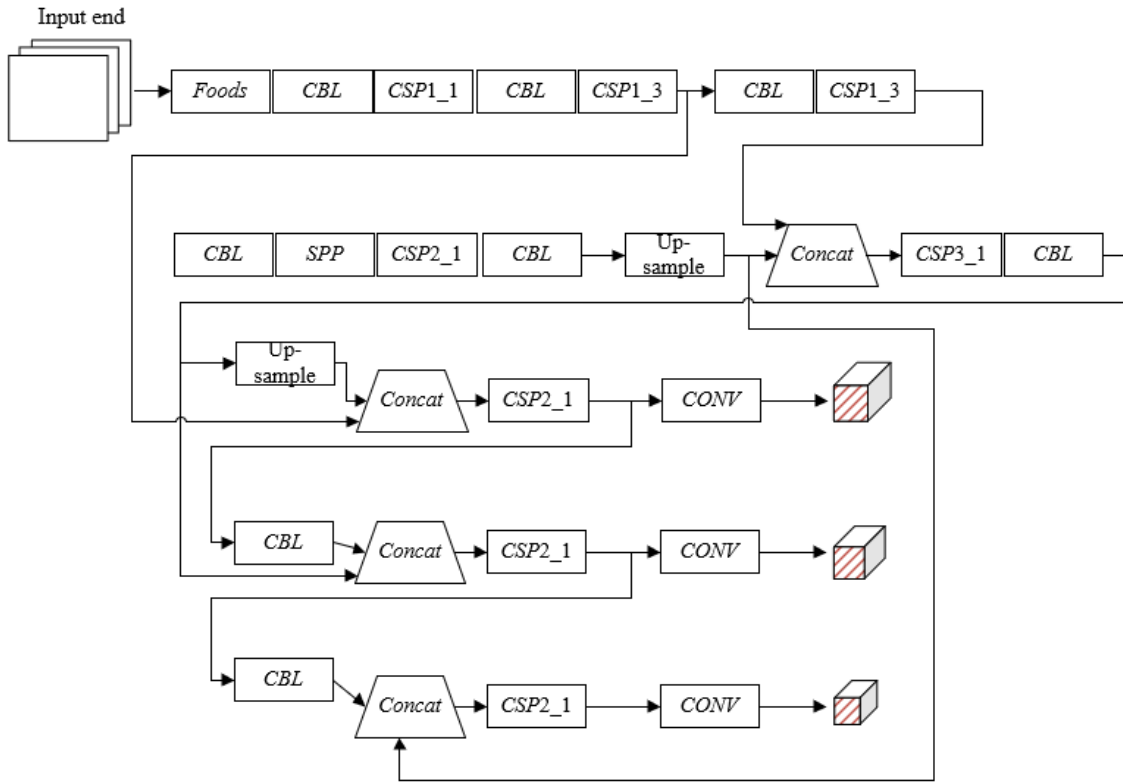 Input end
Foods CBL CSP1_1 CBL CSP1_3 CBL CSP1_3
CBL SPP CSP2_1 CBL Up-
sample Concat CSP3_1 CBL
Up-
sample Concat CSP2_1 CONV
CBL Concat CSP2_1 CONV
CBL Concat CSP2_1 CONV